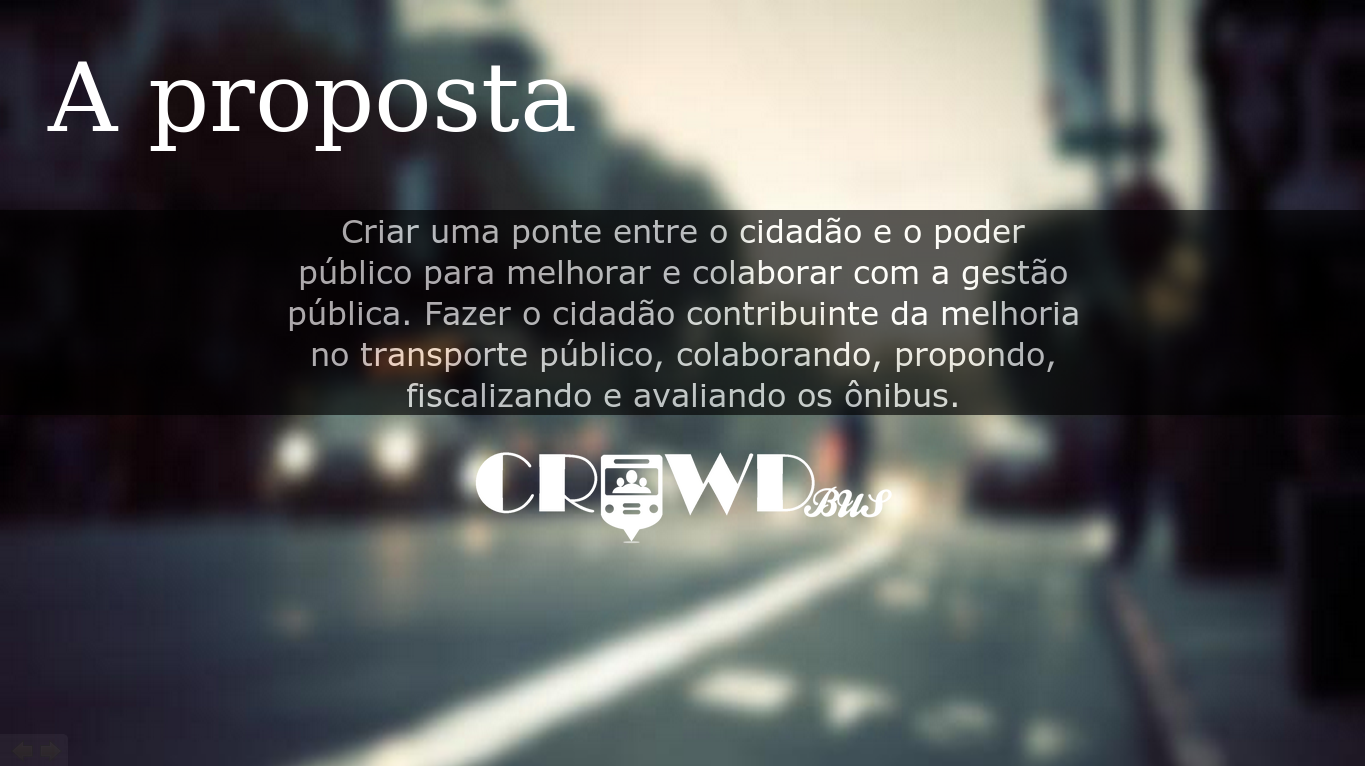 A proposta
Criar uma ponte entre o cidadão e o poder
público para melhorar e colaborar com a gestão
pública. Fazer o cidadão contribuinte da melhoria
no transporte público, colaborando, propondo,
fiscalizando e avaliando os ônibus.
CROWD BUS